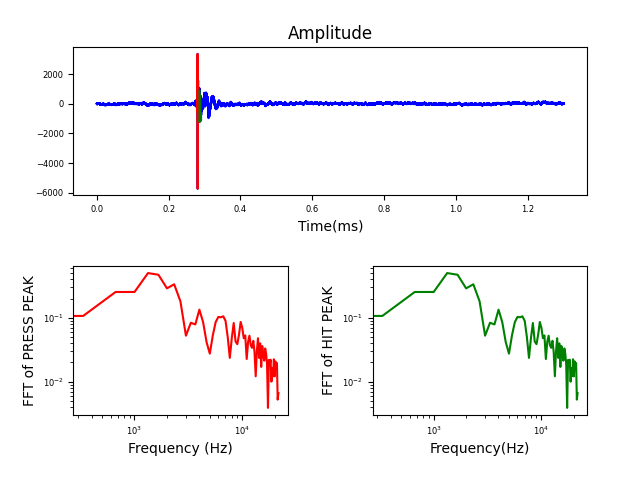 Amplitude
2000
0
−2000
−4000
−6000
0.0 0.2 0.4 0.6 0.8 1.0 1.2
Time(ms)
FFT of PRESS PEAK
10⁻¹
10⁻²
10³ 10⁴
Frequency (Hz)
FFT of HIT PEAK
10⁻¹
10⁻²
10³ 10⁴
Frequency(Hz)